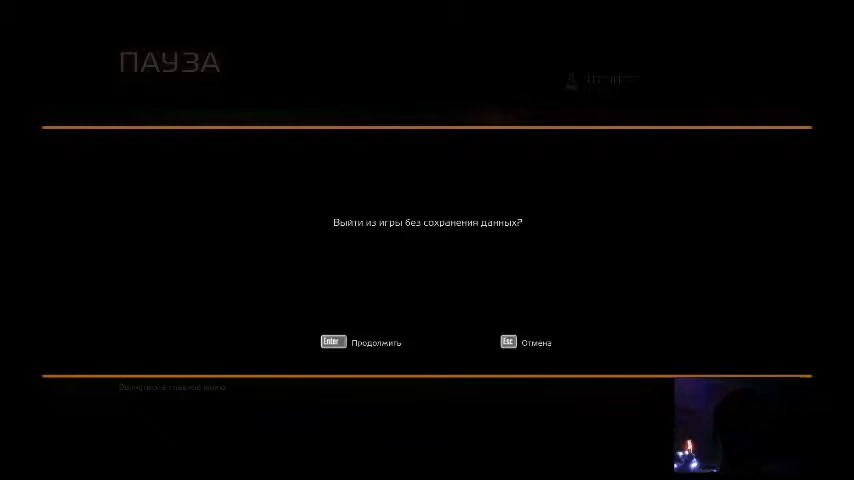 ПАУЗА
Выйти из игры без сохранения данных?
Enter Продолжить
Esc Отмена